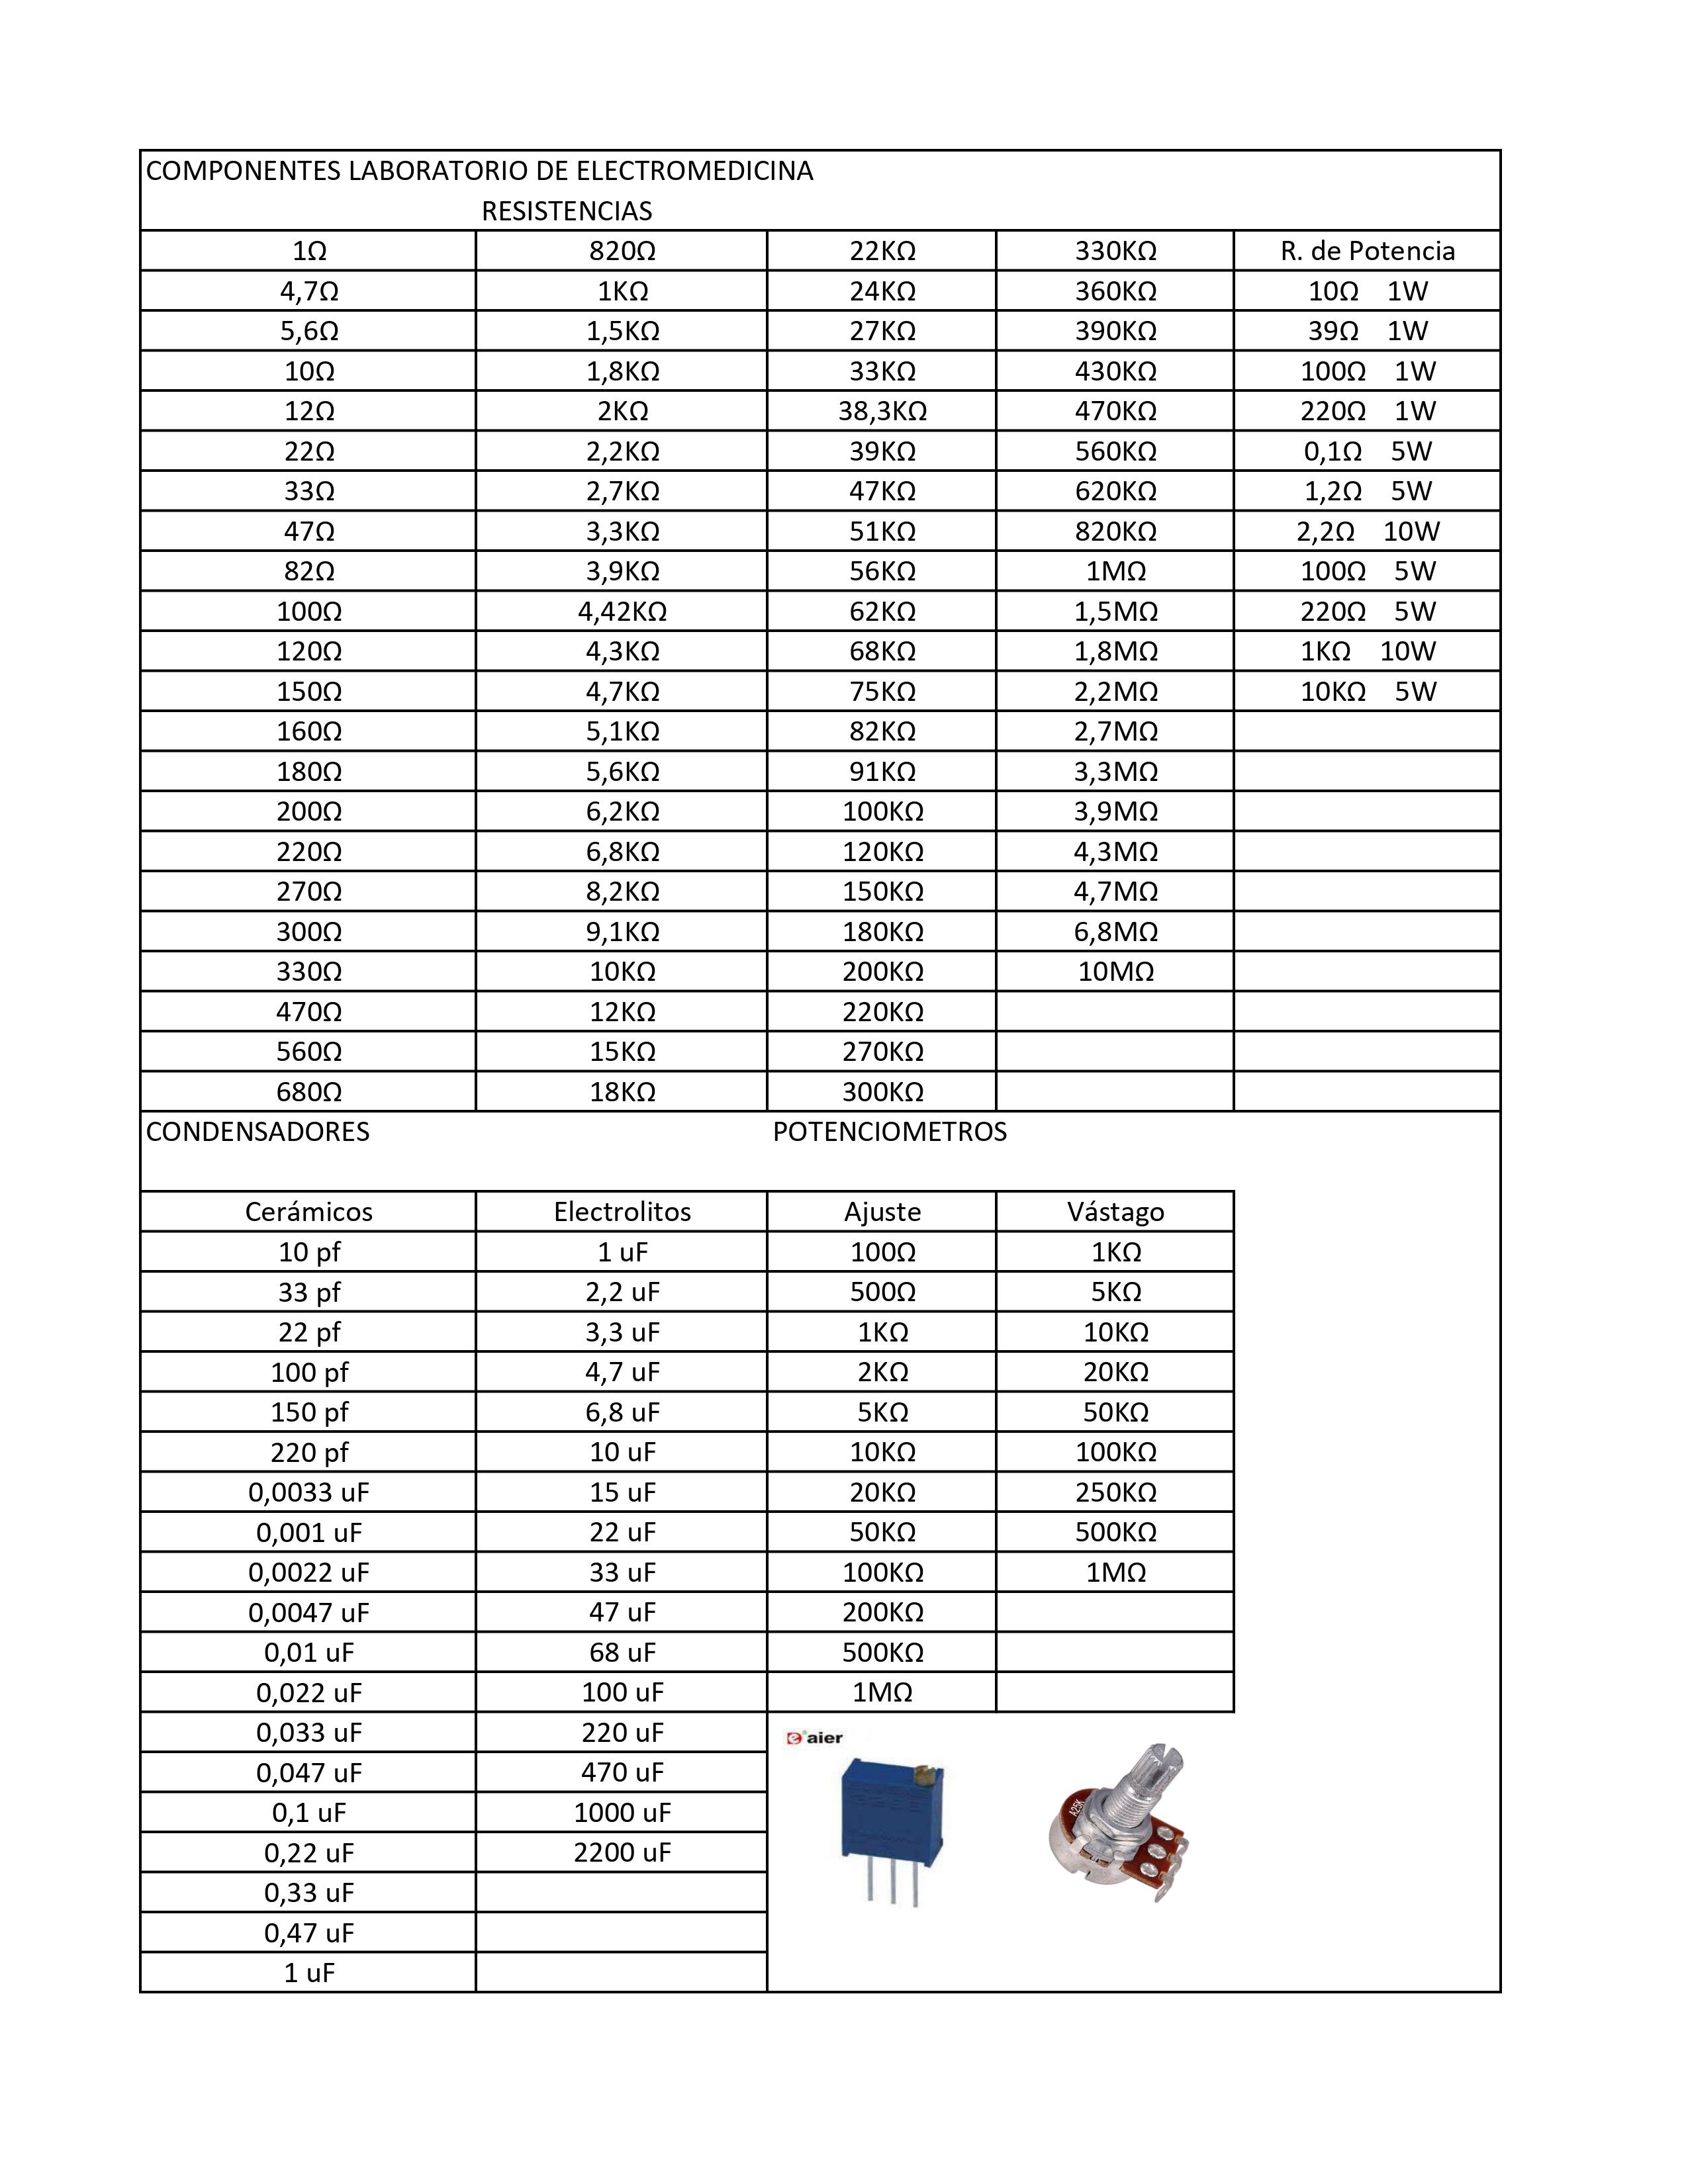 COMPONENTES LABORATORIO DE ELECTROMEDICINA
RESISTENCIAS
1Ω 820Ω 22KΩ 330KΩ R. de Potencia
4,7Ω 1KΩ 24KΩ 360KΩ 10Ω 1W
5,6Ω 1,5KΩ 27KΩ 390KΩ 39Ω 1W
10Ω 1,8KΩ 33KΩ 430KΩ 100Ω 1W
12Ω 2KΩ 38,3KΩ 470KΩ 220Ω 1W
22Ω 2,2KΩ 39KΩ 560KΩ 0,1Ω 5W
33Ω 2,7KΩ 47KΩ 620KΩ 1,2Ω 5W
47Ω 3,3KΩ 51KΩ 820KΩ 2,2Ω 10W
82Ω 3,9KΩ 56KΩ 1MΩ 100Ω 5W
100Ω 4,42KΩ 62KΩ 1,5MΩ 220Ω 5W
120Ω 4,3KΩ 68KΩ 1,8MΩ 1KΩ 10W
150Ω 4,7KΩ 75KΩ 2,2MΩ 10KΩ 5W
160Ω 5,1KΩ 82KΩ 2,7MΩ
180Ω 5,6KΩ 91KΩ 3,3MΩ
200Ω 6,2KΩ 100KΩ 3,9MΩ
220Ω 6,8KΩ 120KΩ 4,3MΩ
270Ω 8,2KΩ 150KΩ 4,7MΩ
300Ω 9,1KΩ 180KΩ 6,8MΩ
330Ω 10KΩ 200KΩ 10MΩ
470Ω 12KΩ 220KΩ
560Ω 15KΩ 270KΩ
680Ω 18KΩ 300KΩ
CONDENSADORES POTENCIOMETROS
Cerámicos Electrolitos Ajuste Vástago
10 pf 1 uF 100Ω 1KΩ
33 pf 2,2 uF 500Ω 5KΩ
22 pf 3,3 uF 1KΩ 10KΩ
100 pf 4,7 uF 2KΩ 20KΩ
150 pf 6,8 uF 5KΩ 50KΩ
220 pf 10 uF 10KΩ 100KΩ
0,0033 uF 15 uF 20KΩ 250KΩ
0,001 uF 22 uF 50KΩ 500KΩ
0,0022 uF 33 uF 100KΩ 1MΩ
0,0047 uF 47 uF 200KΩ
0,01 uF 68 uF 500KΩ
0,022 uF 100 uF 1MΩ
0,033 uF 220 uF
e aier
0,047 uF 470 uF
0,1 uF 1000 uF
A25K
0,22 uF 2200 uF
0,33 uF
0,47 uF
1 uF